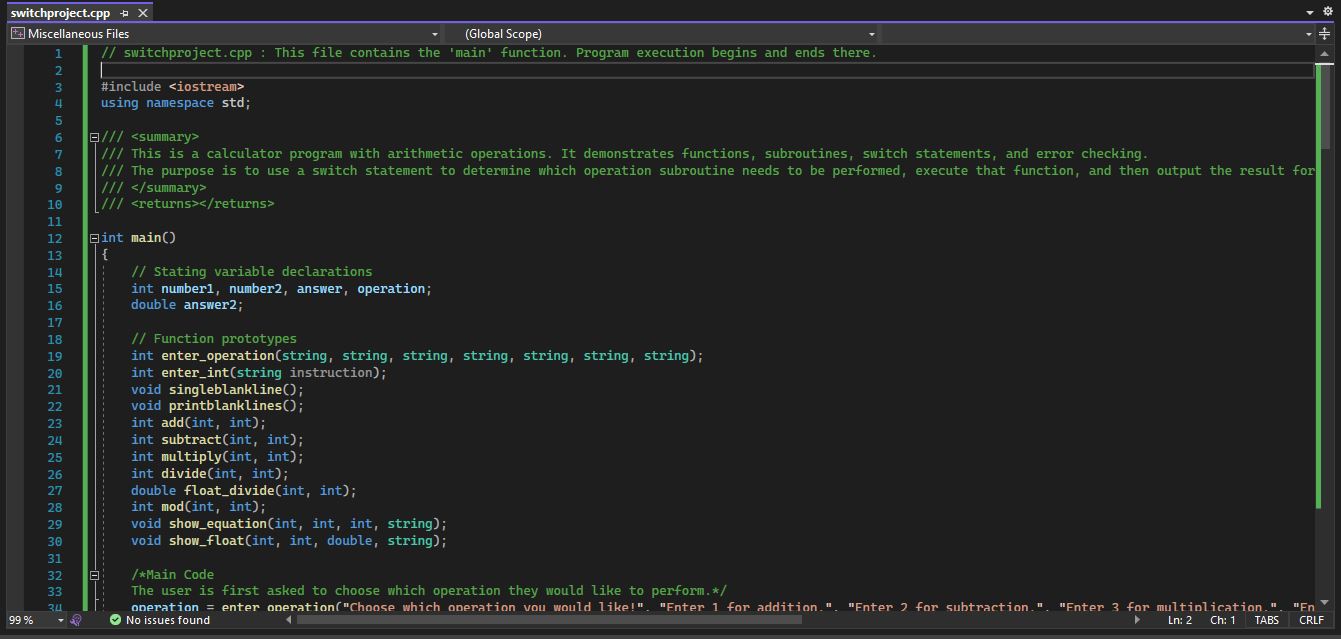 switchproject.cpp
Miscellaneous Files
(Global Scope)
1 // switchproject.cpp : This file contains the 'main' function. Program execution begins and ends there.
2
3 #include <iostream>
4 using namespace std;
5
6 /// <summary>
7 /// This is a calculator program with arithmetic operations. It demonstrates functions, subroutines, switch statements, and error checking.
8 /// The purpose is to use a switch statement to determine which operation subroutine needs to be performed, execute that function, and then output the result for
9 /// </summary>
10 /// <returns></returns>
11
12 int main()
13 {
14 // Stating variable declarations
15 int number1, number2, answer, operation;
16 double answer2;
17
18 // Function prototypes
19 int enter_operation(string, string, string, string, string, string, string);
20 int enter_int(string instruction);
21 void singleblankline();
22 void printblanklines();
23 int add(int, int);
24 int subtract(int, int);
25 int multiply(int, int);
26 int divide(int, int);
27 double float_divide(int, int);
28 int mod(int, int);
29 void show_equation(int, int, int, string);
30 void show_float(int, int, double, string);
31
32 /*Main Code
33 The user is first asked to choose which operation they would like to perform.*/
34 operation = enter_operation("Choose which operation you would like!", "Enter 1 for addition.", "Enter 2 for subtraction.", "Enter 3 for multiplication.", "En
99 %
No issues found
Ln: 2
Ch: 1
TABS
CRLF